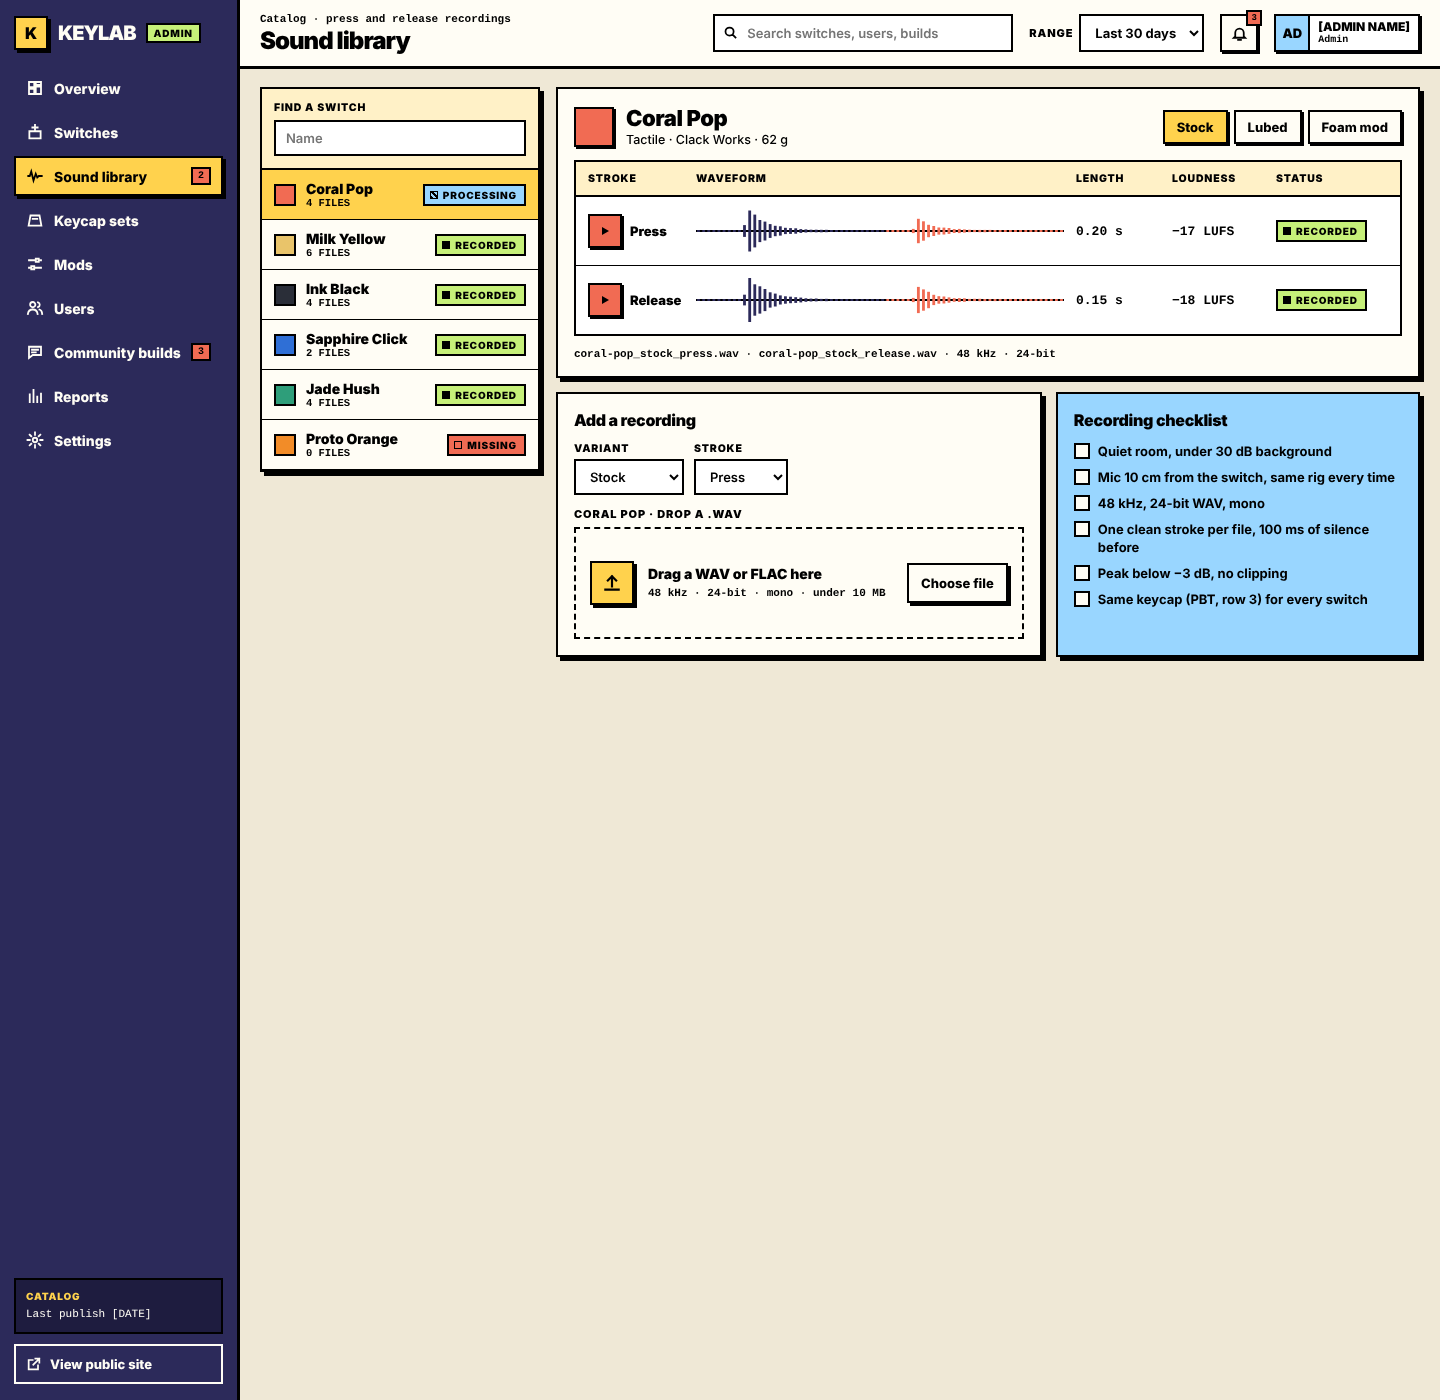 K KEYLAB ADMIN
Overview
Switches
Sound library 2
Keycap sets
Mods
Users
Community builds 3
Reports
Settings
CATALOG
Last publish [DATE]
View public site
Catalog · press and release recordings
Sound library
Search switches, users, builds
RANGE Last 30 days
3
AD [ADMIN NAME]
Admin
FIND A SWITCH
Name
Coral Pop
4 FILES
PROCESSING
Milk Yellow
6 FILES
RECORDED
Ink Black
4 FILES
RECORDED
Sapphire Click
2 FILES
RECORDED
Jade Hush
4 FILES
RECORDED
Proto Orange
0 FILES
MISSING
Coral Pop
Tactile · Clack Works · 62 g
Stock Lubed Foam mod
STROKE WAVEFORM LENGTH LOUDNESS STATUS
Press 0.20 s −17 LUFS RECORDED
Release 0.15 s −18 LUFS RECORDED
coral-pop_stock_press.wav · coral-pop_stock_release.wav · 48 kHz · 24-bit
Add a recording
VARIANT STROKE
Stock Press
CORAL POP · DROP A .WAV
Drag a WAV or FLAC here
48 kHz · 24-bit · mono · under 10 MB
Choose file
Recording checklist
Quiet room, under 30 dB background
Mic 10 cm from the switch, same rig every time
48 kHz, 24-bit WAV, mono
One clean stroke per file, 100 ms of silence
before
Peak below −3 dB, no clipping
Same keycap (PBT, row 3) for every switch